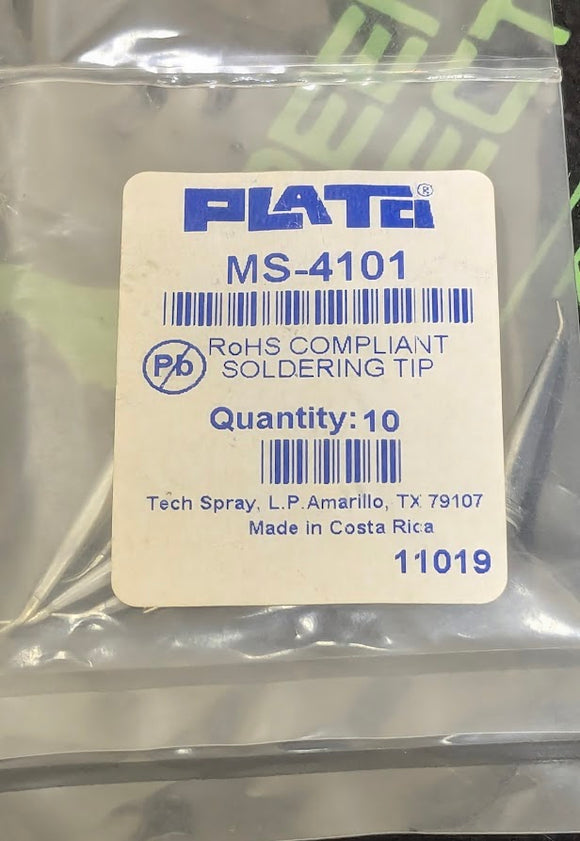 PLATO®
MS-4101
Pb
RoHS COMPLIANT
SOLDERING TIP
Quantity: 10
Tech Spray, L.P. Amarillo, TX 79107
Made in Costa Rica
11019